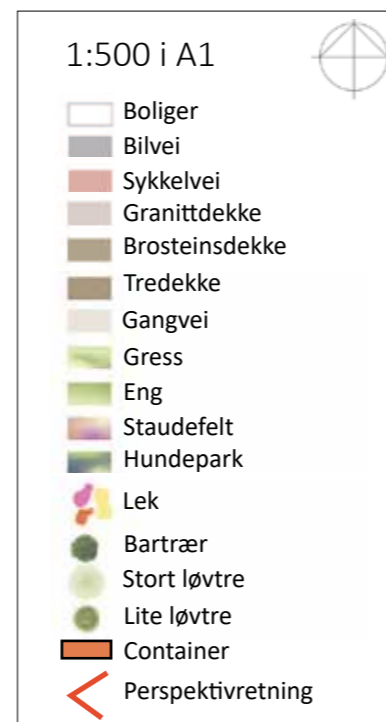 1:500 i A1
Boliger
Bilvei
Sykkelvei
Granittdekke
Brosteinsdekke
Tredekke
Gangvei
Gress
Eng
Staudefelt
Hundepark
Lek
Bartrær
Stort løvtre
Lite løvtre
Container
Perspektivretning